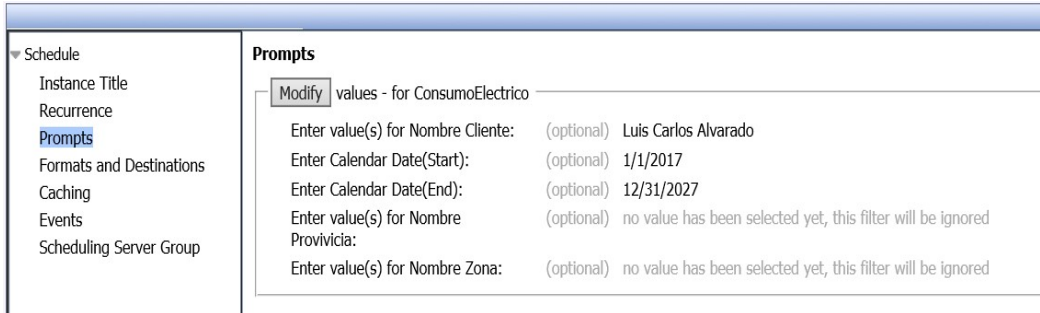 Schedule
Instance Title
Recurrence
Prompts
Formats and Destinations
Caching
Events
Scheduling Server Group
Prompts
Modify values - for ConsumoElectrico
Enter value(s) for Nombre Cliente: (optional) Luis Carlos Alvarado
Enter Calendar Date(Start): (optional) 1/1/2017
Enter Calendar Date(End): (optional) 12/31/2027
Enter value(s) for Nombre (optional) no value has been selected yet, this filter will be ignored
Provivicia:
Enter value(s) for Nombre Zona: (optional) no value has been selected yet, this filter will be ignored